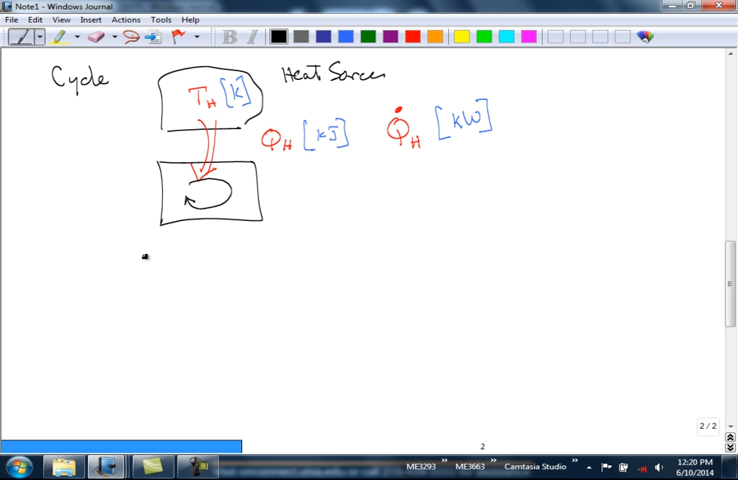 Note1 - Windows Journal
File Edit View Insert Actions Tools Help
B I
Cycle
Heat Sources
T_H [K]
Q_H [kJ]
Q̇_H [kW]
2 / 2
2
ME3293 ME3663 Camtasia Studio
12:20 PM
6/10/2014